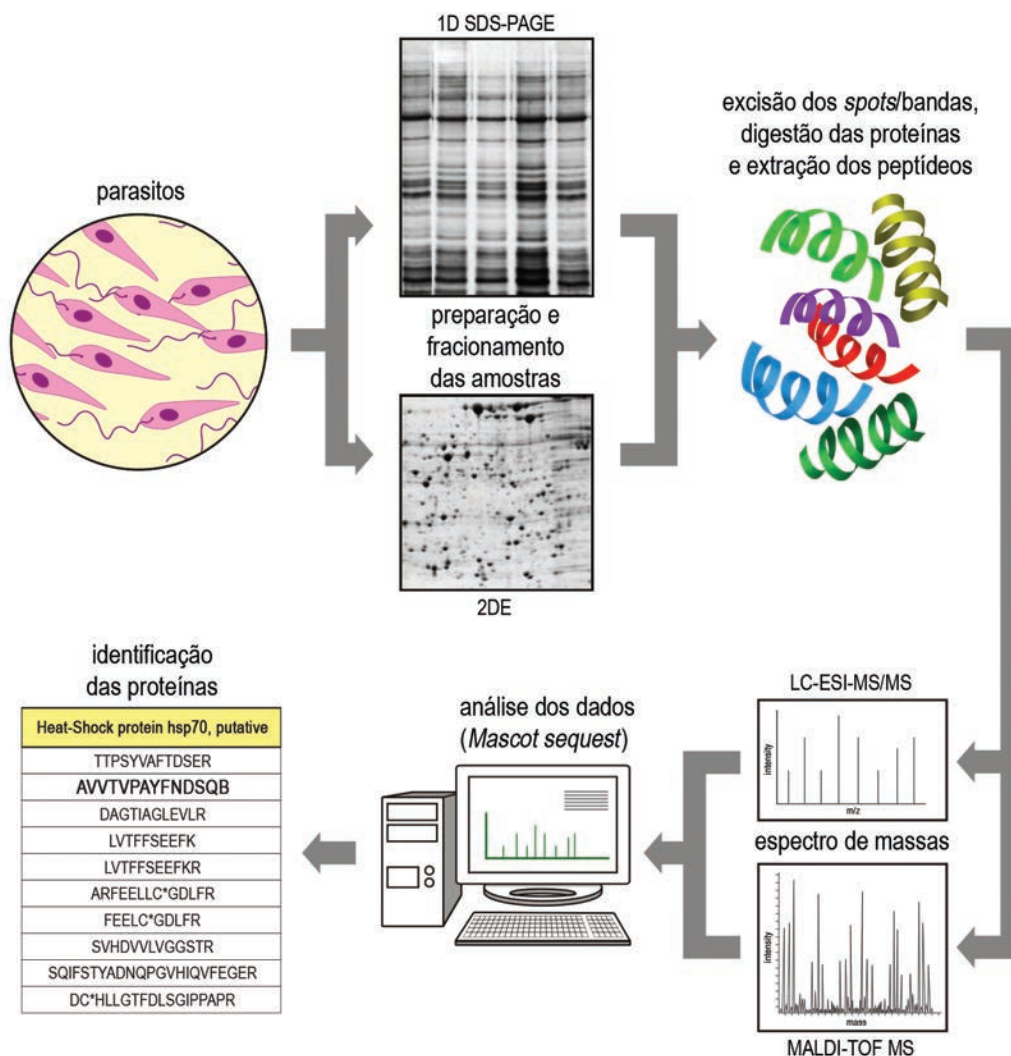 1D SDS-PAGE
parasitos
preparação e
fracionamento
das amostras
2DE
excisão dos spots/bandas,
digestão das proteínas
e extração dos peptídeos
LC-ESI-MS/MS
intensity
m/z
espectro de massas
intensity
mass
MALDI-TOF MS
análise dos dados
(Mascot sequest)
identificação
das proteínas
Heat-Shock protein hsp70, putative
TTPSYVAFTDSER
AVVTVPAYFNDSQB
DAGTIAGLEVLR
LVTFFSEEFK
LVTFFSEEFKR
ARFEELLC*GDLFR
FEELC*GDLFR
SVHDVVLVGGSTR
SQIFSTYADNQPGVHIQVFEGER
DC*HLLGTFDLSGIPPAPR